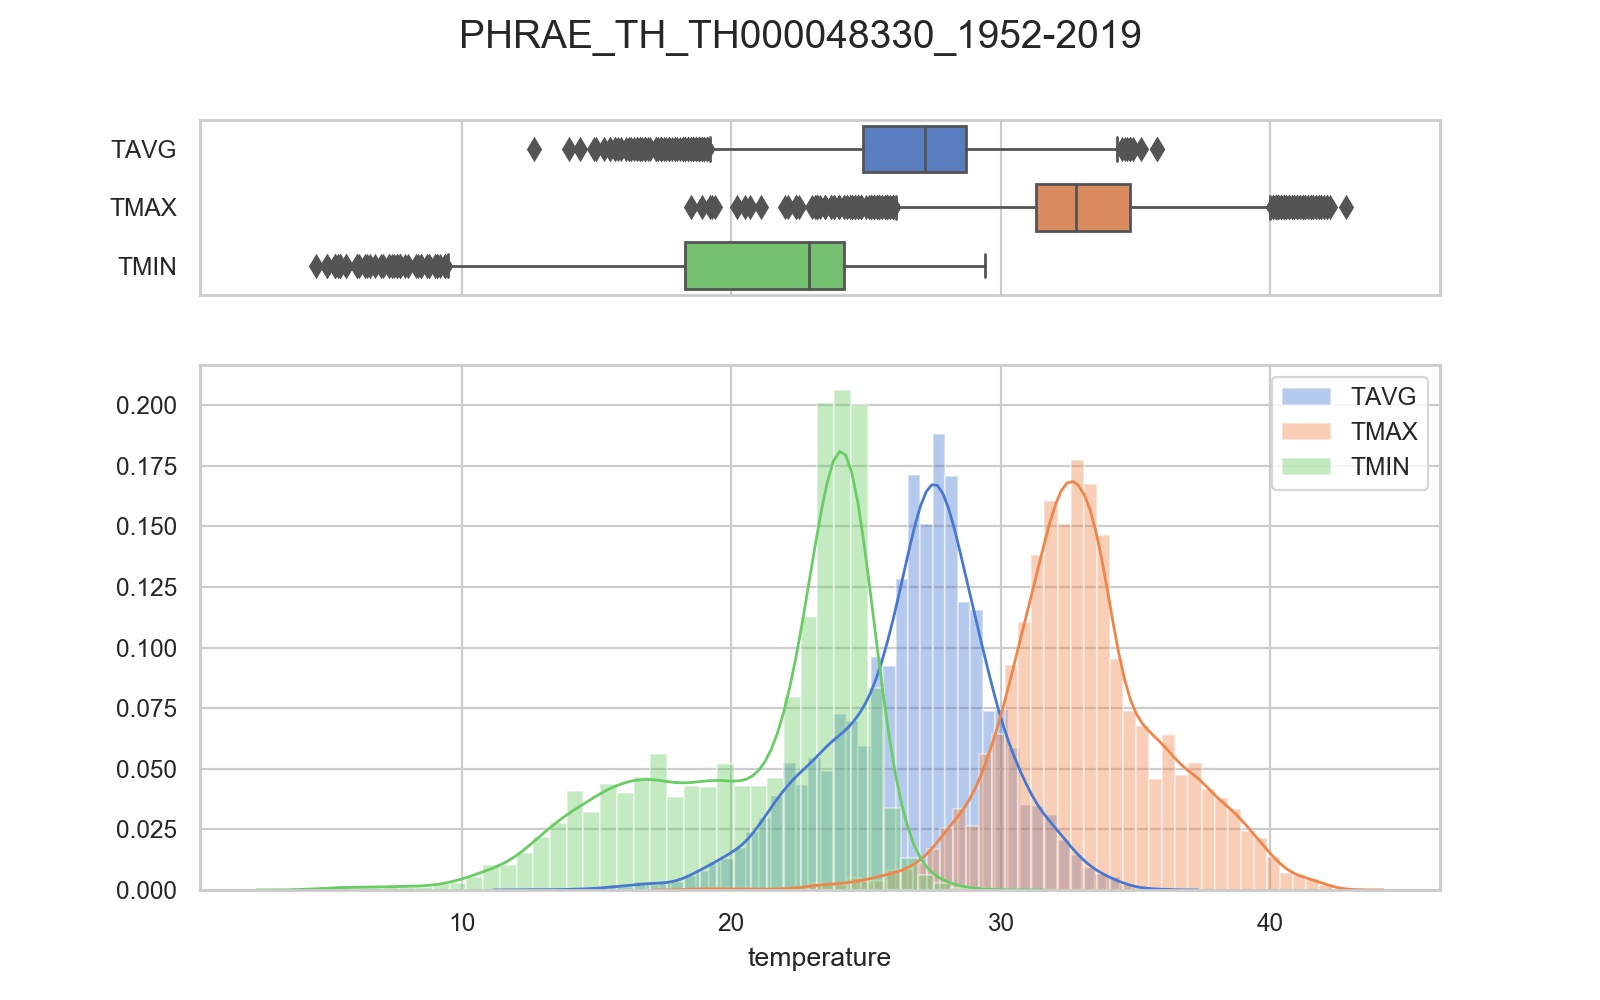 PHRAE_TH_TH000048330_1952-2019
TAVG
TMAX
TMIN
0.200
0.175
0.150
0.125
0.100
0.075
0.050
0.025
0.000
TAVG
TMAX
TMIN
10 20 30 40
temperature